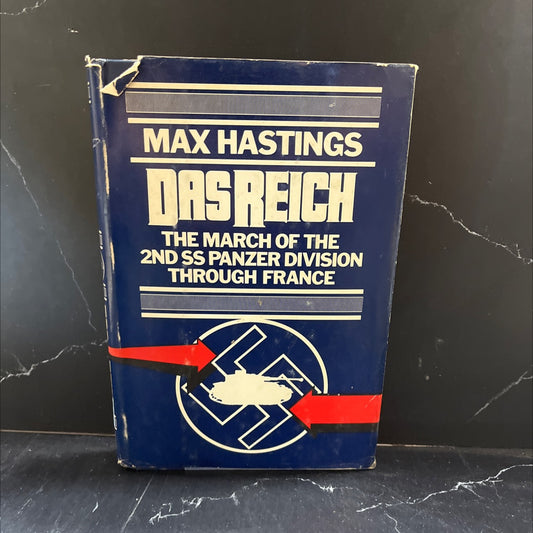 MAX HASTINGS
DAS REICH
THE MARCH OF THE
2ND SS PANZER DIVISION
THROUGH FRANCE